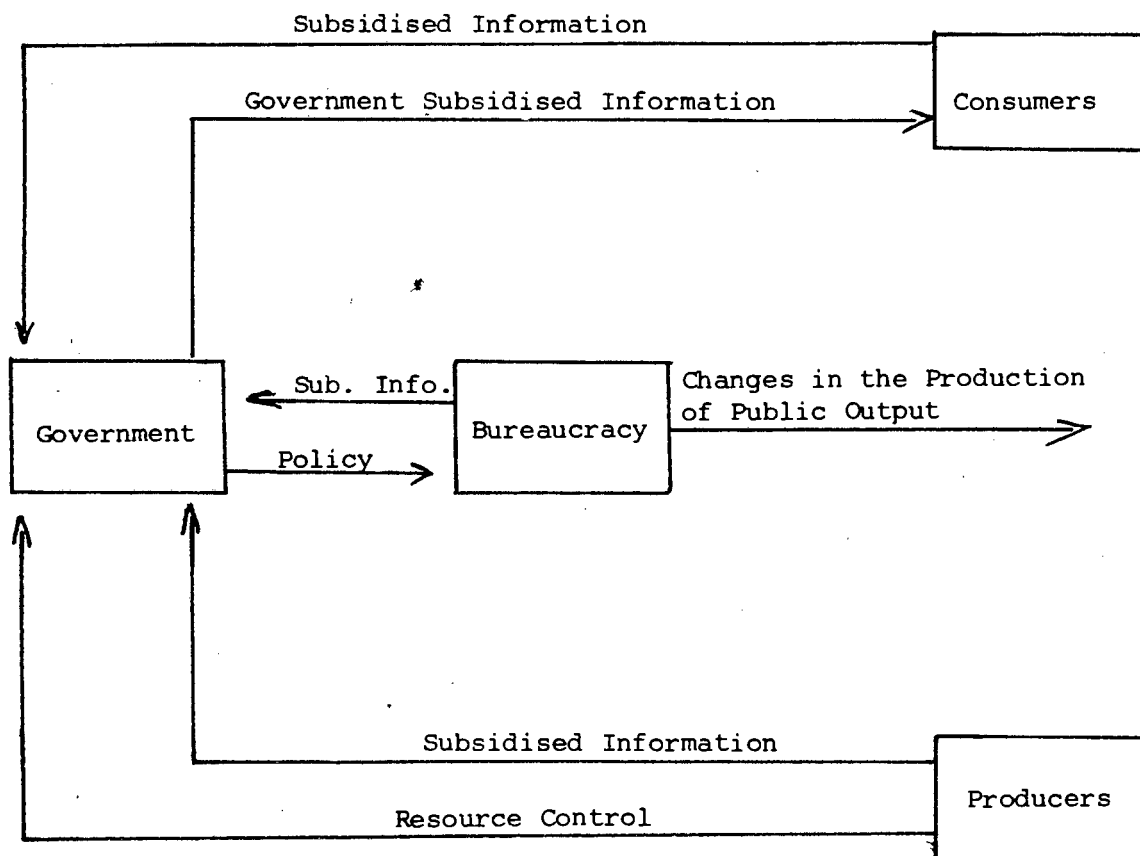 Subsidised Information
Government Subsidised Information
Consumers
Sub. Info.
Changes in the Production
of Public Output
Government
Bureaucracy
Policy
Subsidised Information
Producers
Resource Control